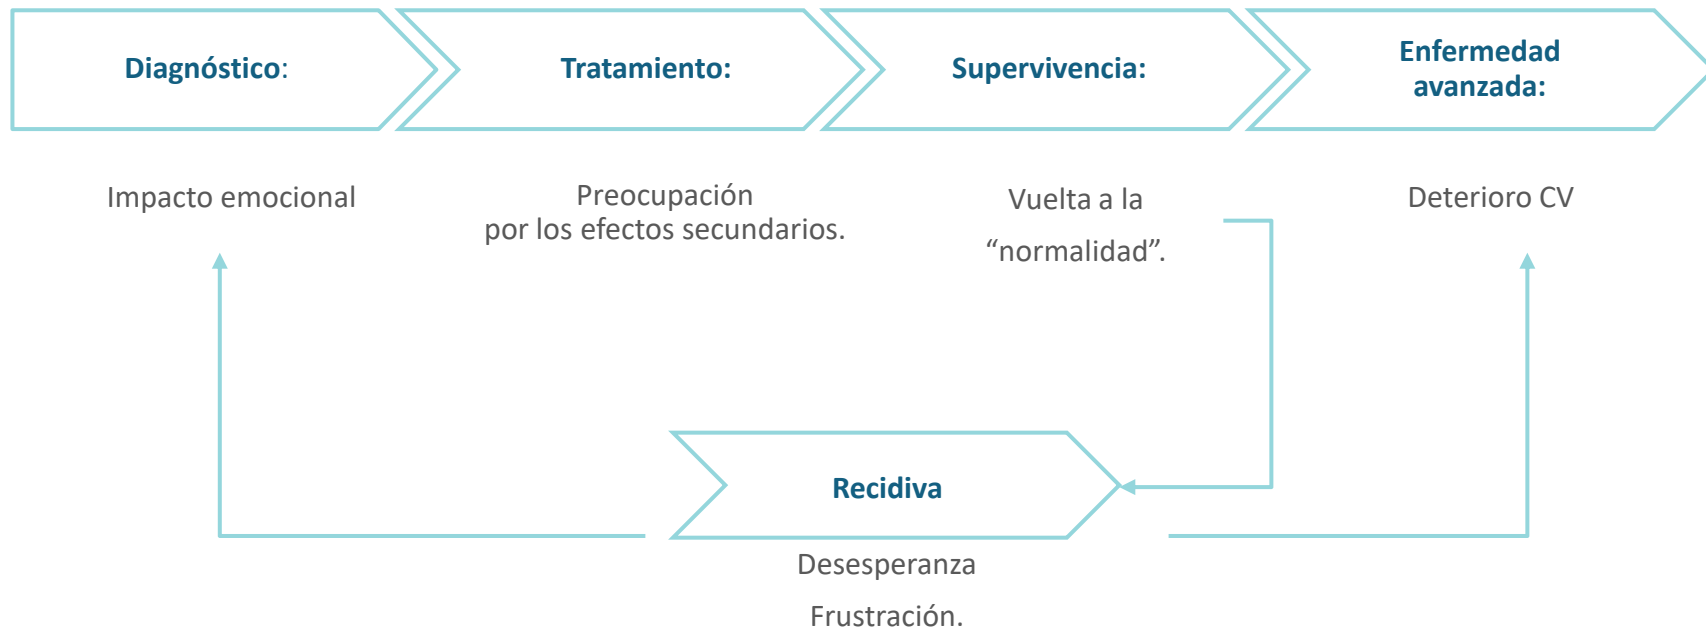 Diagnóstico:
Tratamiento:
Supervivencia:
Enfermedad
avanzada:
Impacto emocional
Preocupación
por los efectos secundarios.
Vuelta a la
“normalidad”.
Deterioro CV
Recidiva
Desesperanza
Frustración.